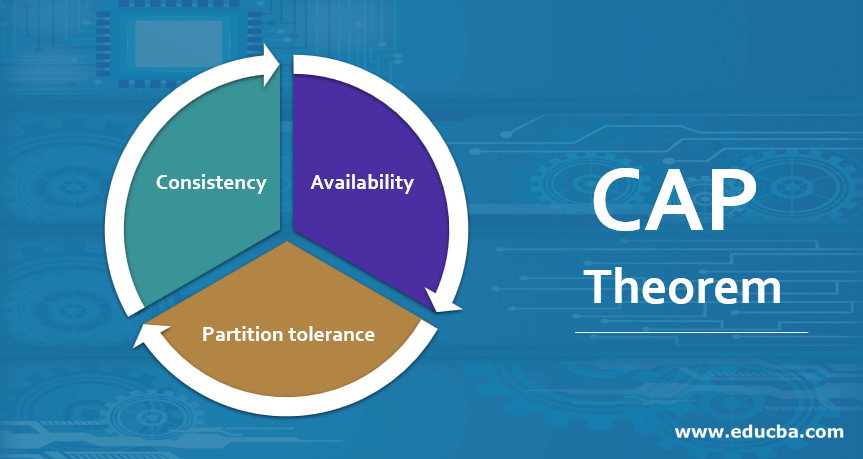 Consistency
Availability
Partition tolerance
CAP
Theorem
www.educba.com